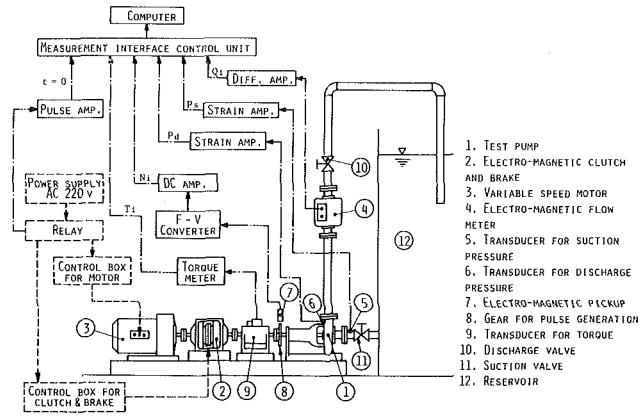 COMPUTER
MEASUREMENT INTERFACE CONTROL UNIT
t = 0
Qi
DIFF. AMP.
PULSE AMP.
Ps
STRAIN AMP.
Pd
STRAIN AMP.
POWER SUPPLY
AC 220 V
Ni
DC AMP.
Ti
RELAY
F - V
CONVERTER
CONTROL BOX
FOR MOTOR
TORQUE
METER
CONTROL BOX FOR
CLUTCH & BRAKE
10
4
12
7
6
5
3
2
9
8
1
11
1. TEST PUMP
2. ELECTRO-MAGNETIC CLUTCH
AND BRAKE
3. VARIABLE SPEED MOTOR
4. ELECTRO-MAGNETIC FLOW
METER
5. TRANSDUCER FOR SUCTION
PRESSURE
6. TRANSDUCER FOR DISCHARGE
PRESSURE
7. ELECTRO-MAGNETIC PICKUP
8. GEAR FOR PULSE GENERATION
9. TRANSDUCER FOR TORQUE
10. DISCHARGE VALVE
11. SUCTION VALVE
12. RESERVOIR